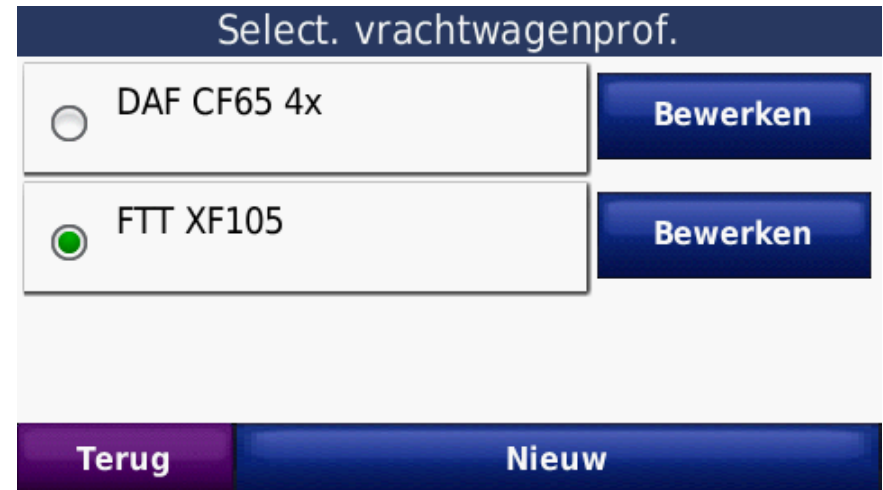 Select. vrachtwagenprof.
DAF CF65 4x
Bewerken
FTT XF105
Bewerken
Terug
Nieuw